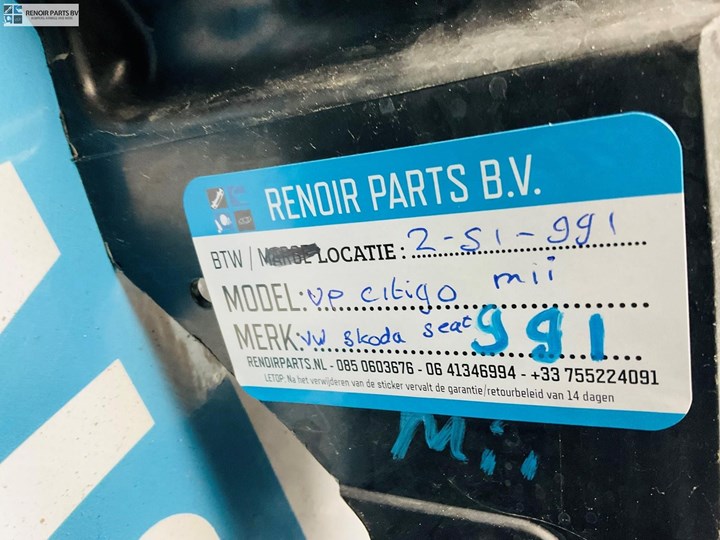 RENOIR PARTS BV
RENOIR PARTS B.V.
BTW / LOCATIE: 2-S1-991
MODEL: up citigo mii
MERK: vw skoda seat 991
RENOIRPARTS.NL - 085 0603676 - 06 41346994 - +33 755224091
LETOP: Na het verwijderen van de sticker vervalt de garantie/retourbeleid van 14 dagen
Mii